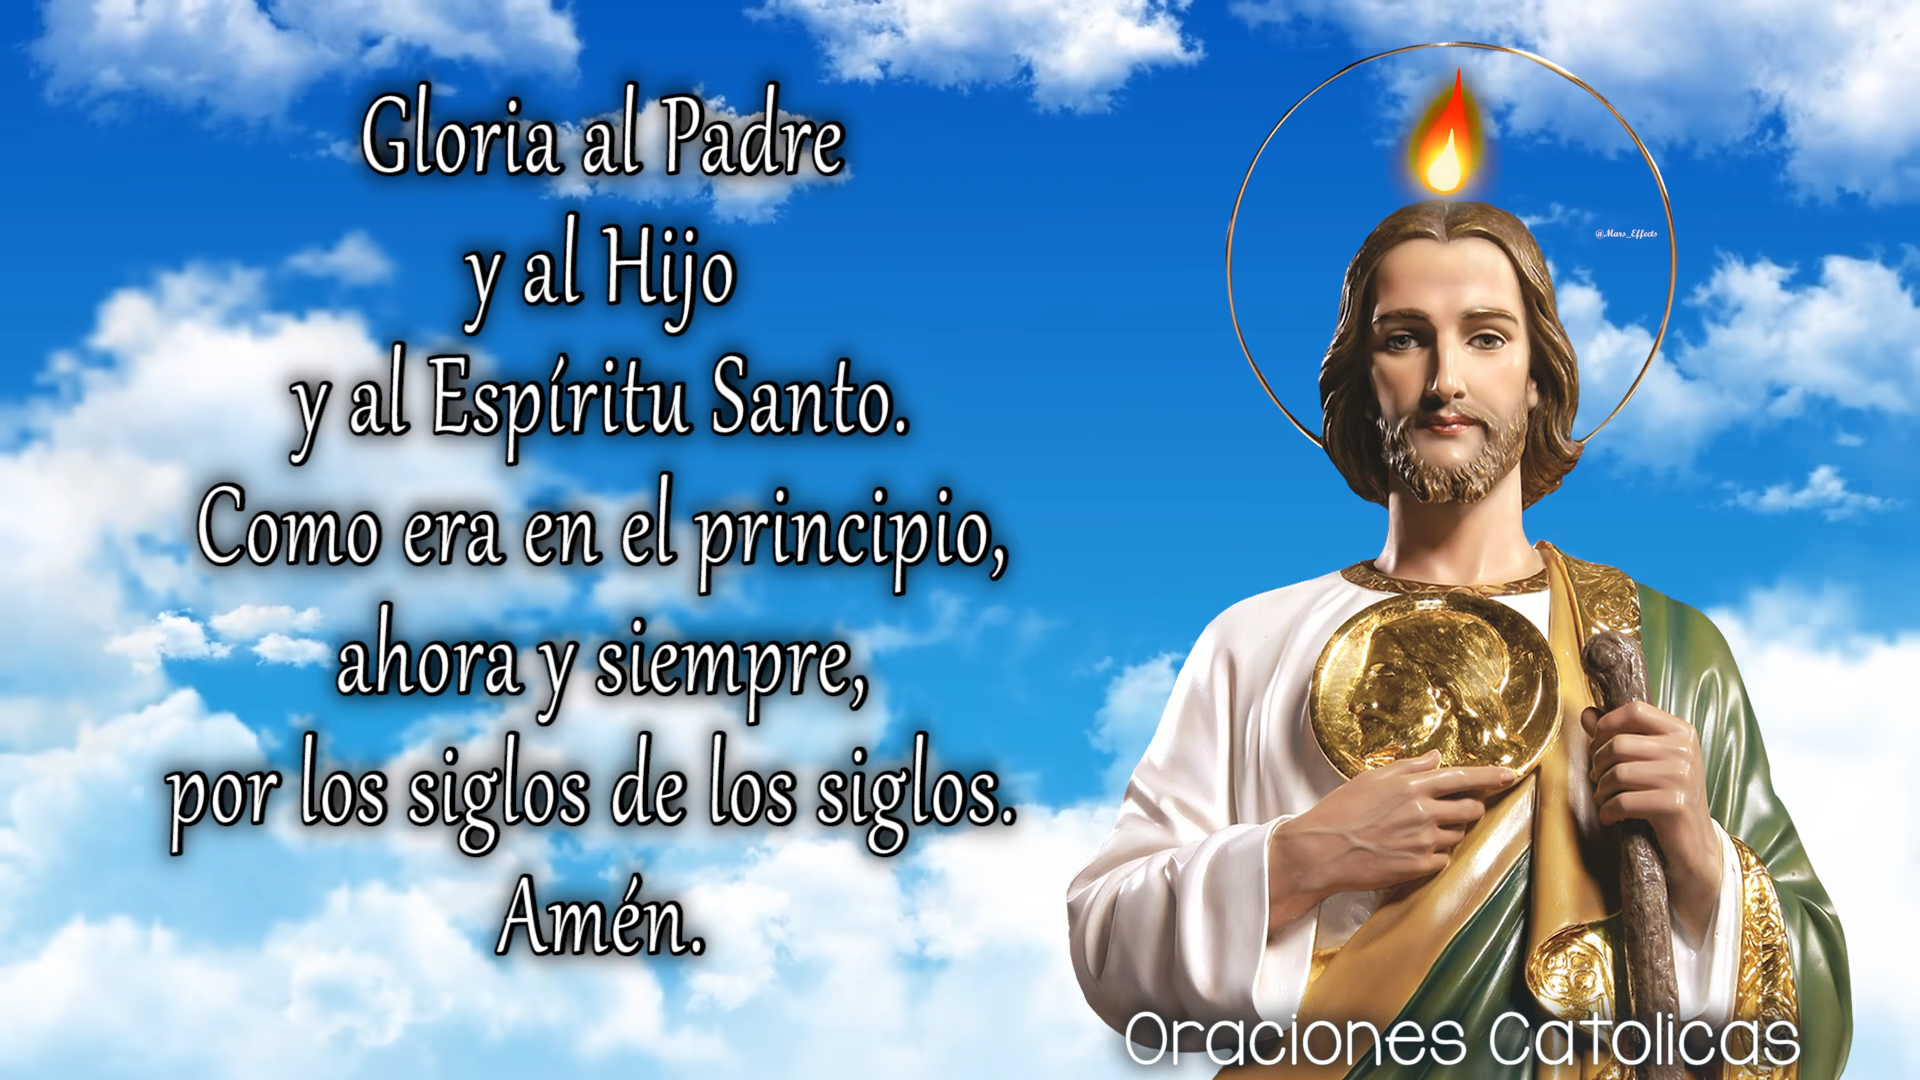 Gloria al Padre
y al Hijo
y al Espíritu Santo.
Como era en el principio,
ahora y siempre,
por los siglos de los siglos.
Amén.
@Mars_Effects
Oraciones Catolicas